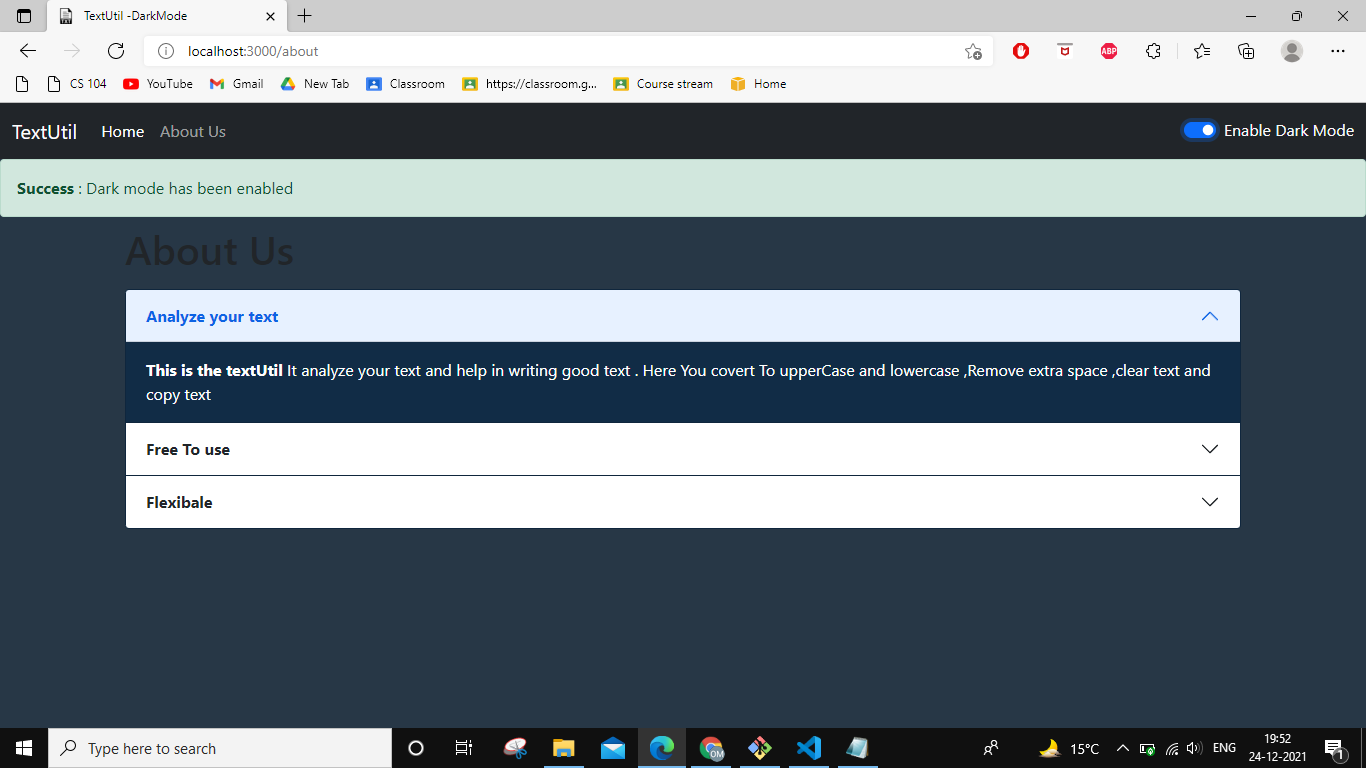 TextUtil -DarkMode
localhost:3000/about
ABP
CS 104 YouTube Gmail New Tab Classroom https://classroom.g... Course stream Home
TextUtil Home About Us Enable Dark Mode
Success : Dark mode has been enabled
About Us
Analyze your text
This is the textUtil It analyze your text and help in writing good text . Here You covert To upperCase and lowercase ,Remove extra space ,clear text and
copy text
Free To use
Flexibale
Type here to search
OM
15°C
ENG
19:52
24-12-2021
1